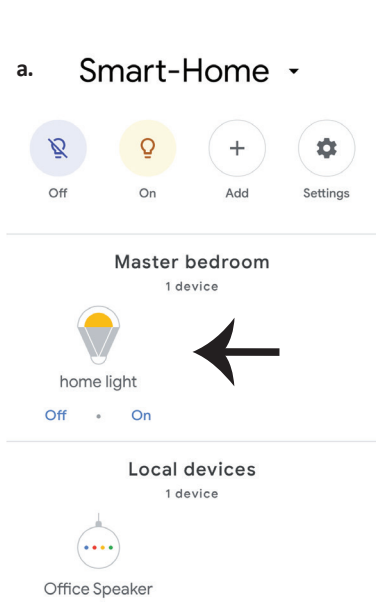 a. Smart-Home
Off On Add Settings
Master bedroom
1 device
home light
Off • On
Local devices
1 device
Office Speaker